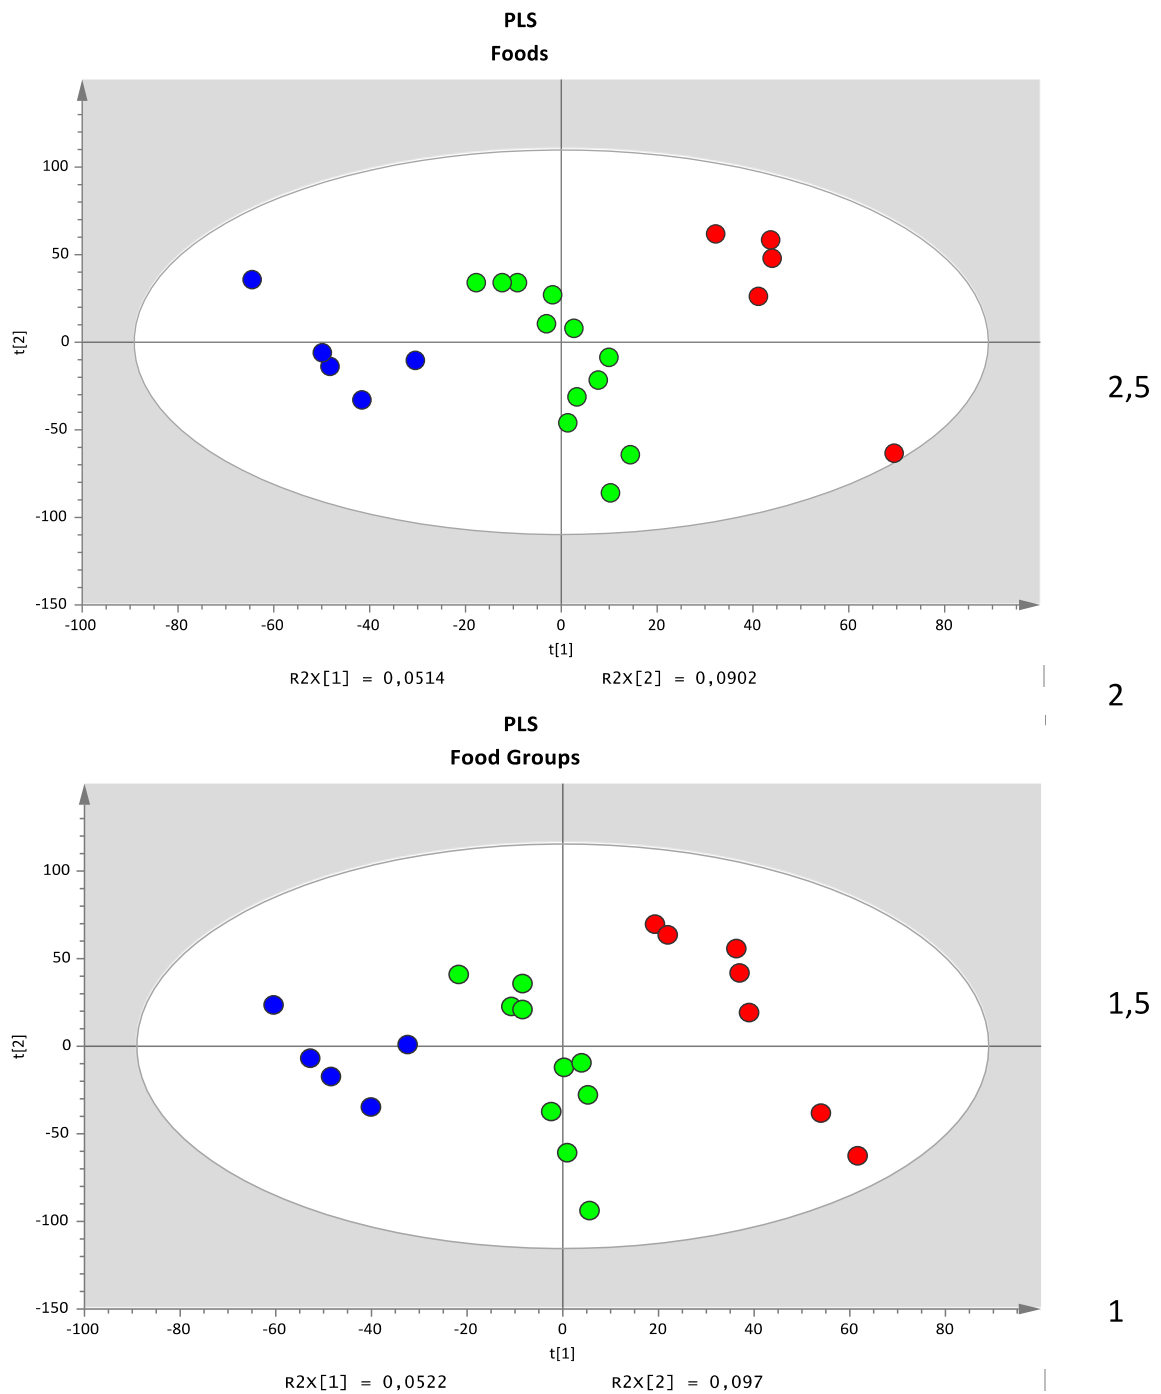 PLS
Foods
100
50
0
-50
-100
-150
t[2]
-100 -80 -60 -40 -20 0 20 40 60 80
t[1]
R2X[1] = 0,0514 R2X[2] = 0,0902
2,5
2
PLS
Food Groups
100
50
0
-50
-100
-150
t[2]
-100 -80 -60 -40 -20 0 20 40 60 80
t[1]
R2X[1] = 0,0522 R2X[2] = 0,097
1,5
1